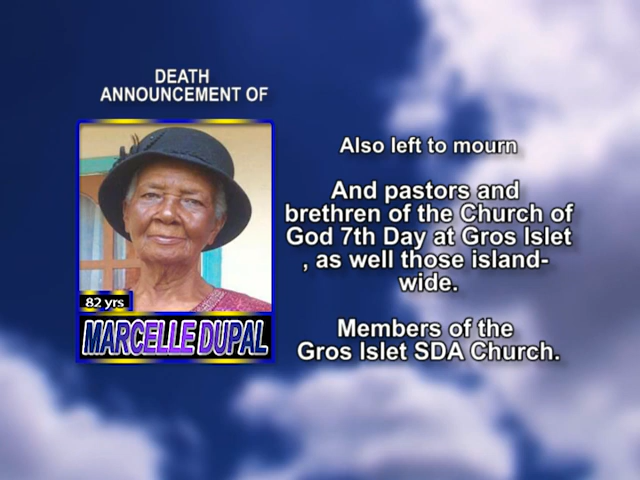 DEATH
ANNOUNCEMENT OF
82 yrs
MARCELLE DUPAL
Also left to mourn
And pastors and
brethren of the Church of
God 7th Day at Gros Islet
, as well those island-
wide.
Members of the
Gros Islet SDA Church.